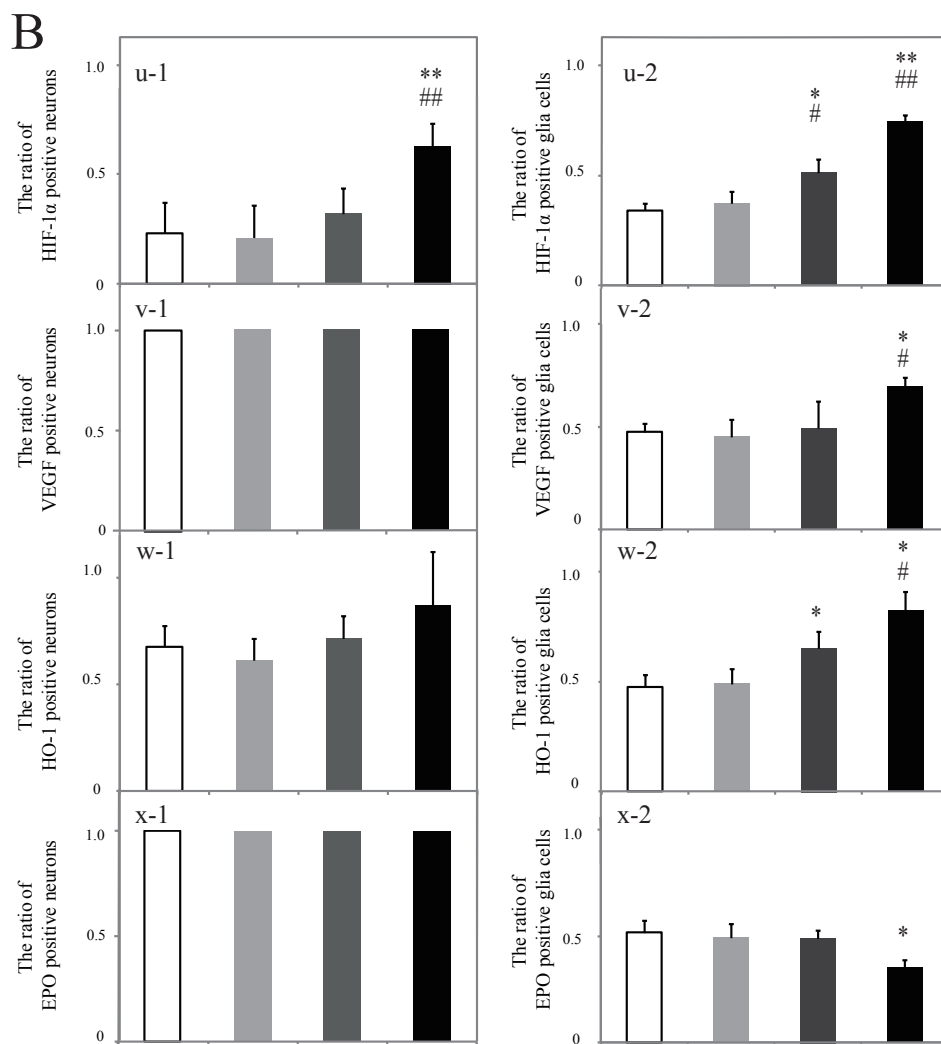 B
The ratio of
HIF-1α positive neurons
1.0
0.5
0
u-1
**
##
The ratio of
HIF-1α positive glia cells
1.0
0.5
0
u-2
*
#
**
##
The ratio of
VEGF positive neurons
1.0
0.5
0
v-1
The ratio of
VEGF positive glia cells
1.0
0.5
0
v-2
*
#
The ratio of
HO-1 positive neurons
1.0
0.5
0
w-1
The ratio of
HO-1 positive glia cells
1.0
0.5
0
w-2
*
*
#
The ratio of
EPO positive neurons
1.0
0.5
0
x-1
The ratio of
EPO positive glia cells
1.0
0.5
0
x-2
*